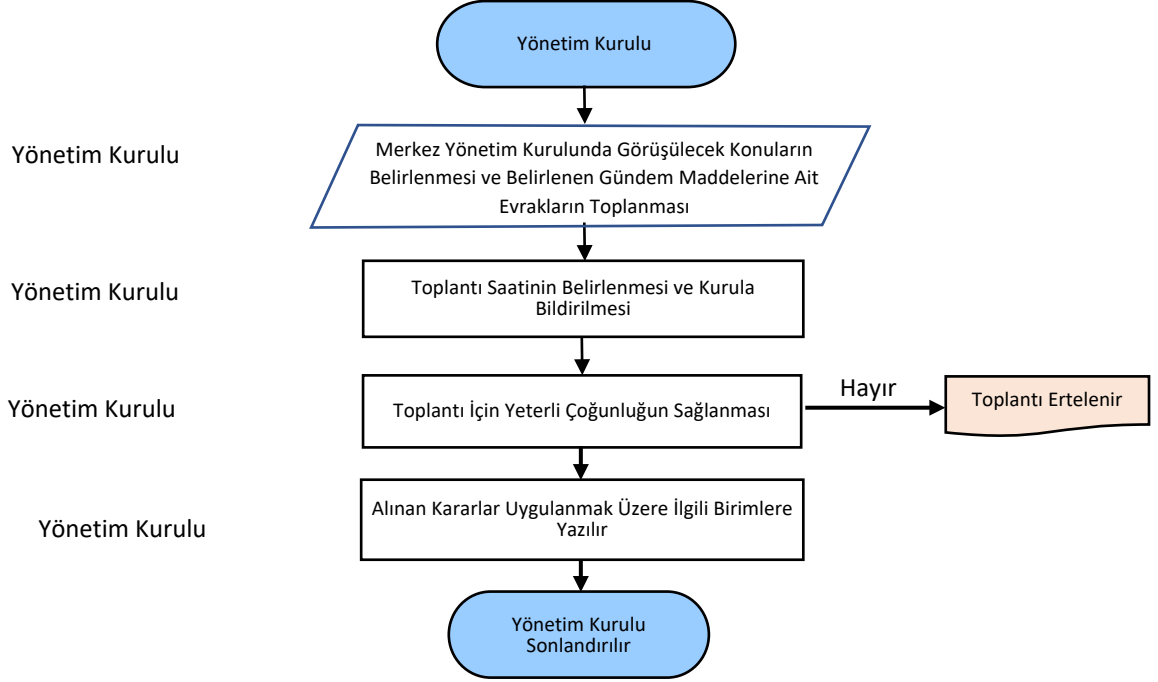 Yönetim Kurulu
Yönetim Kurulu
Merkez Yönetim Kurulunda Görüşülecek Konuların
Belirlenmesi ve Belirlenen Gündem Maddelerine Ait
Evrakların Toplanması
Yönetim Kurulu
Toplantı Saatinin Belirlenmesi ve Kurula
Bildirilmesi
Yönetim Kurulu
Toplantı İçin Yeterli Çoğunluğun Sağlanması
Hayır
Toplantı Ertelenir
Yönetim Kurulu
Alınan Kararlar Uygulanmak Üzere İlgili Birimlere
Yazılır
Yönetim Kurulu
Sonlandırılır